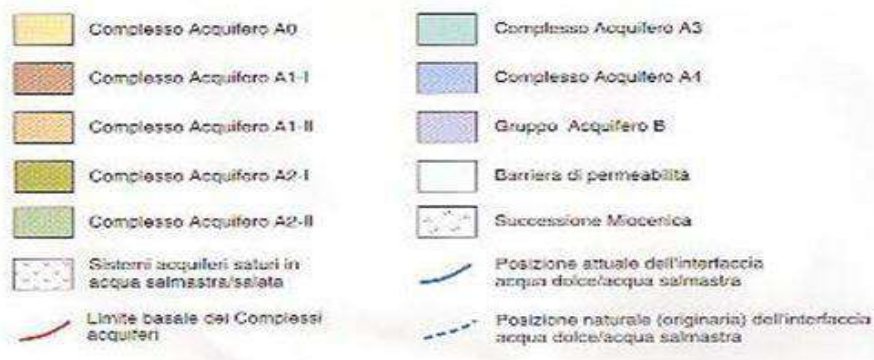 Complesso Acquifero A0
Complesso Acquifero A1-I
Complesso Acquifero A1-II
Complesso Acquifero A2-I
Complesso Acquifero A2-II
Sistemi acquiferi saturi in
acqua salmastra/salata
Limite basale dei Complessi
acquiferi
Complesso Acquifero A3
Complesso Acquifero A4
Gruppo Acquifero B
Barriera di permeabilità
Successione Miocenica
Posizione attuale dell'interfaccia
acqua dolce/acqua salmastra
Posizione naturale (originaria) dell'interfaccia
acqua dolce/acqua salmastra